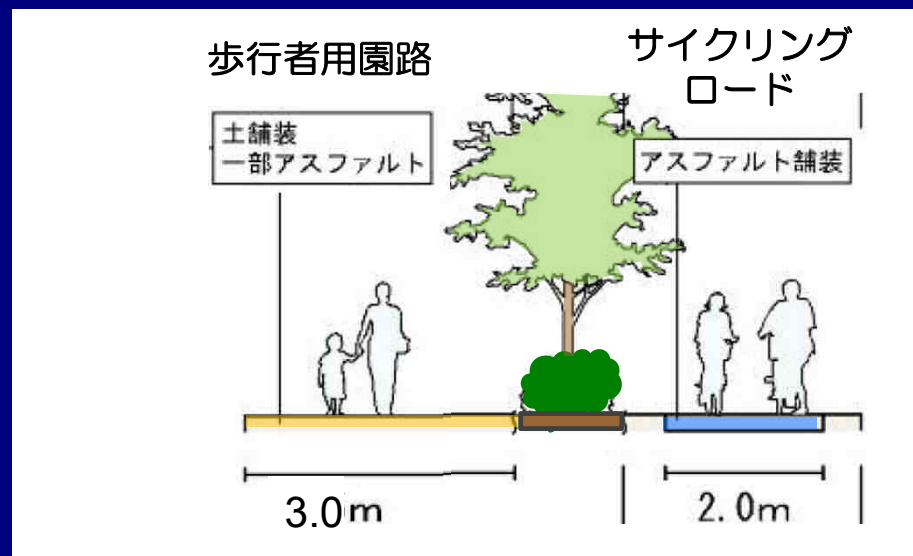 歩行者用園路
サイクリング
ロード
土舗装
一部アスファルト
アスファルト舗装
3.0m
2.0m